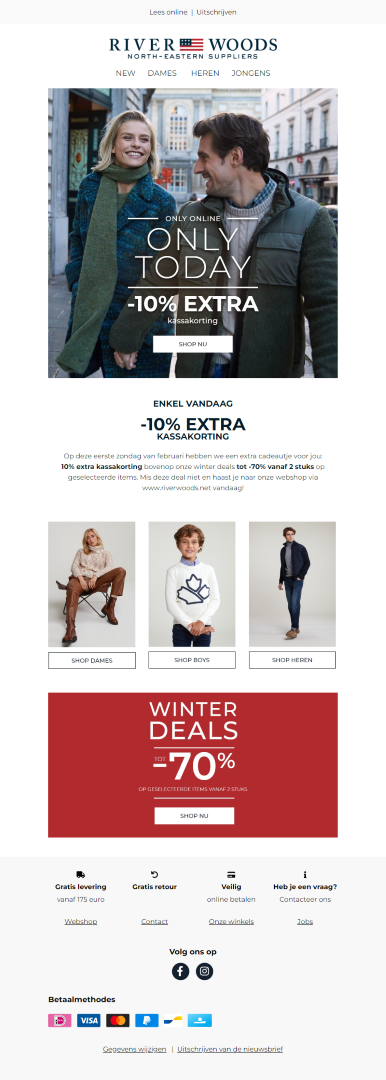 Lees online | Uitschrijven
RIVER WOODS
NORTH-EASTERN SUPPLIERS
NEW DAMES HEREN JONGENS
ONLY ONLINE
ONLY
TODAY
-10% EXTRA
kassakorting
SHOP NU
ENKEL VANDAAG
-10% EXTRA
KASSAKORTING
Op deze eerste zondag van februari hebben we een extra cadeautje voor jou:
10% extra kassakorting bovenop onze winter deals tot -70% vanaf 2 stuks op
geselecteerde items. Mis deze deal niet en haast je naar onze webshop via
www.riverwoods.net vandaag!
SHOP DAMES SHOP BOYS SHOP HEREN
WINTER
DEALS
TOT
-70%
OP GESELECTEERDE ITEMS VANAF 2 STUKS
SHOP NU
Gratis levering Gratis retour Veilig Heb je een vraag?
vanaf 175 euro online betalen Contacteer ons
Webshop Contact Onze winkels Jobs
Volg ons op
Betaalmethodes
iDEAL VISA mastercard
Gegevens wijzigen | Uitschrijven van de nieuwsbrief